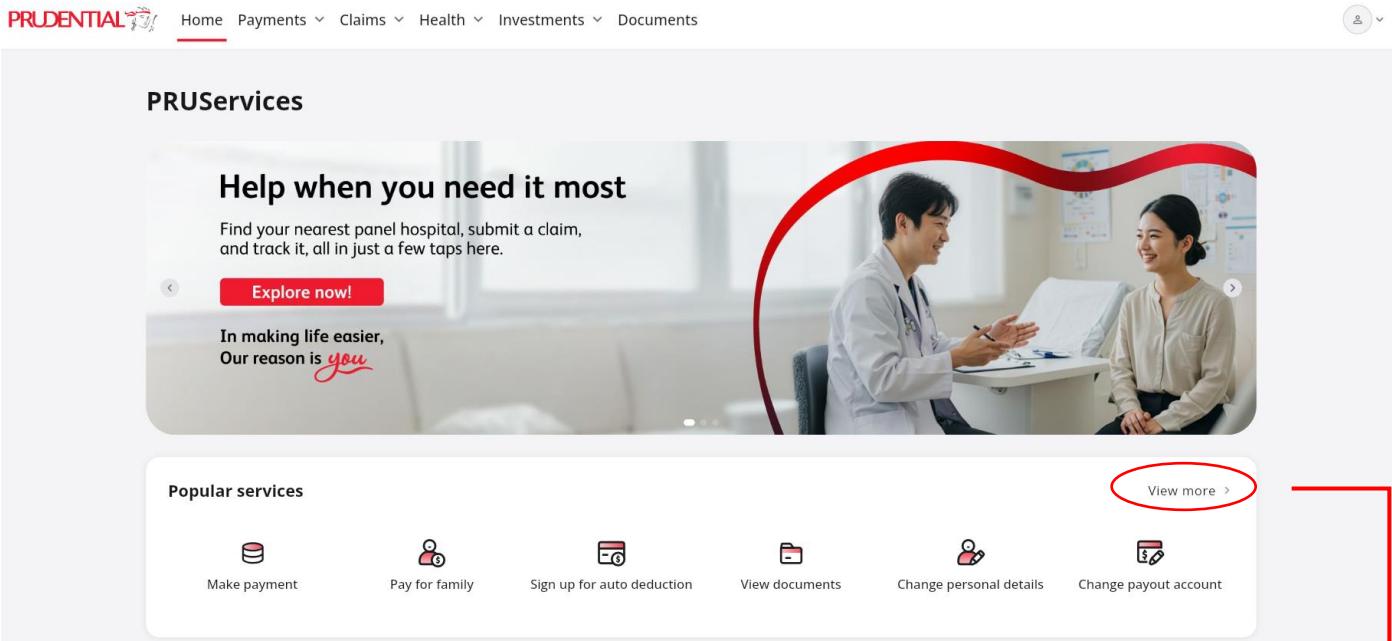 PRUDENTIAL Home Payments Claims Health Investments Documents
PRUServices
Help when you need it most
Find your nearest panel hospital, submit a claim,
and track it, all in just a few taps here.
Explore now!
In making life easier,
Our reason is you
Popular services View more
Make payment Pay for family Sign up for auto deduction View documents Change personal details Change payout account